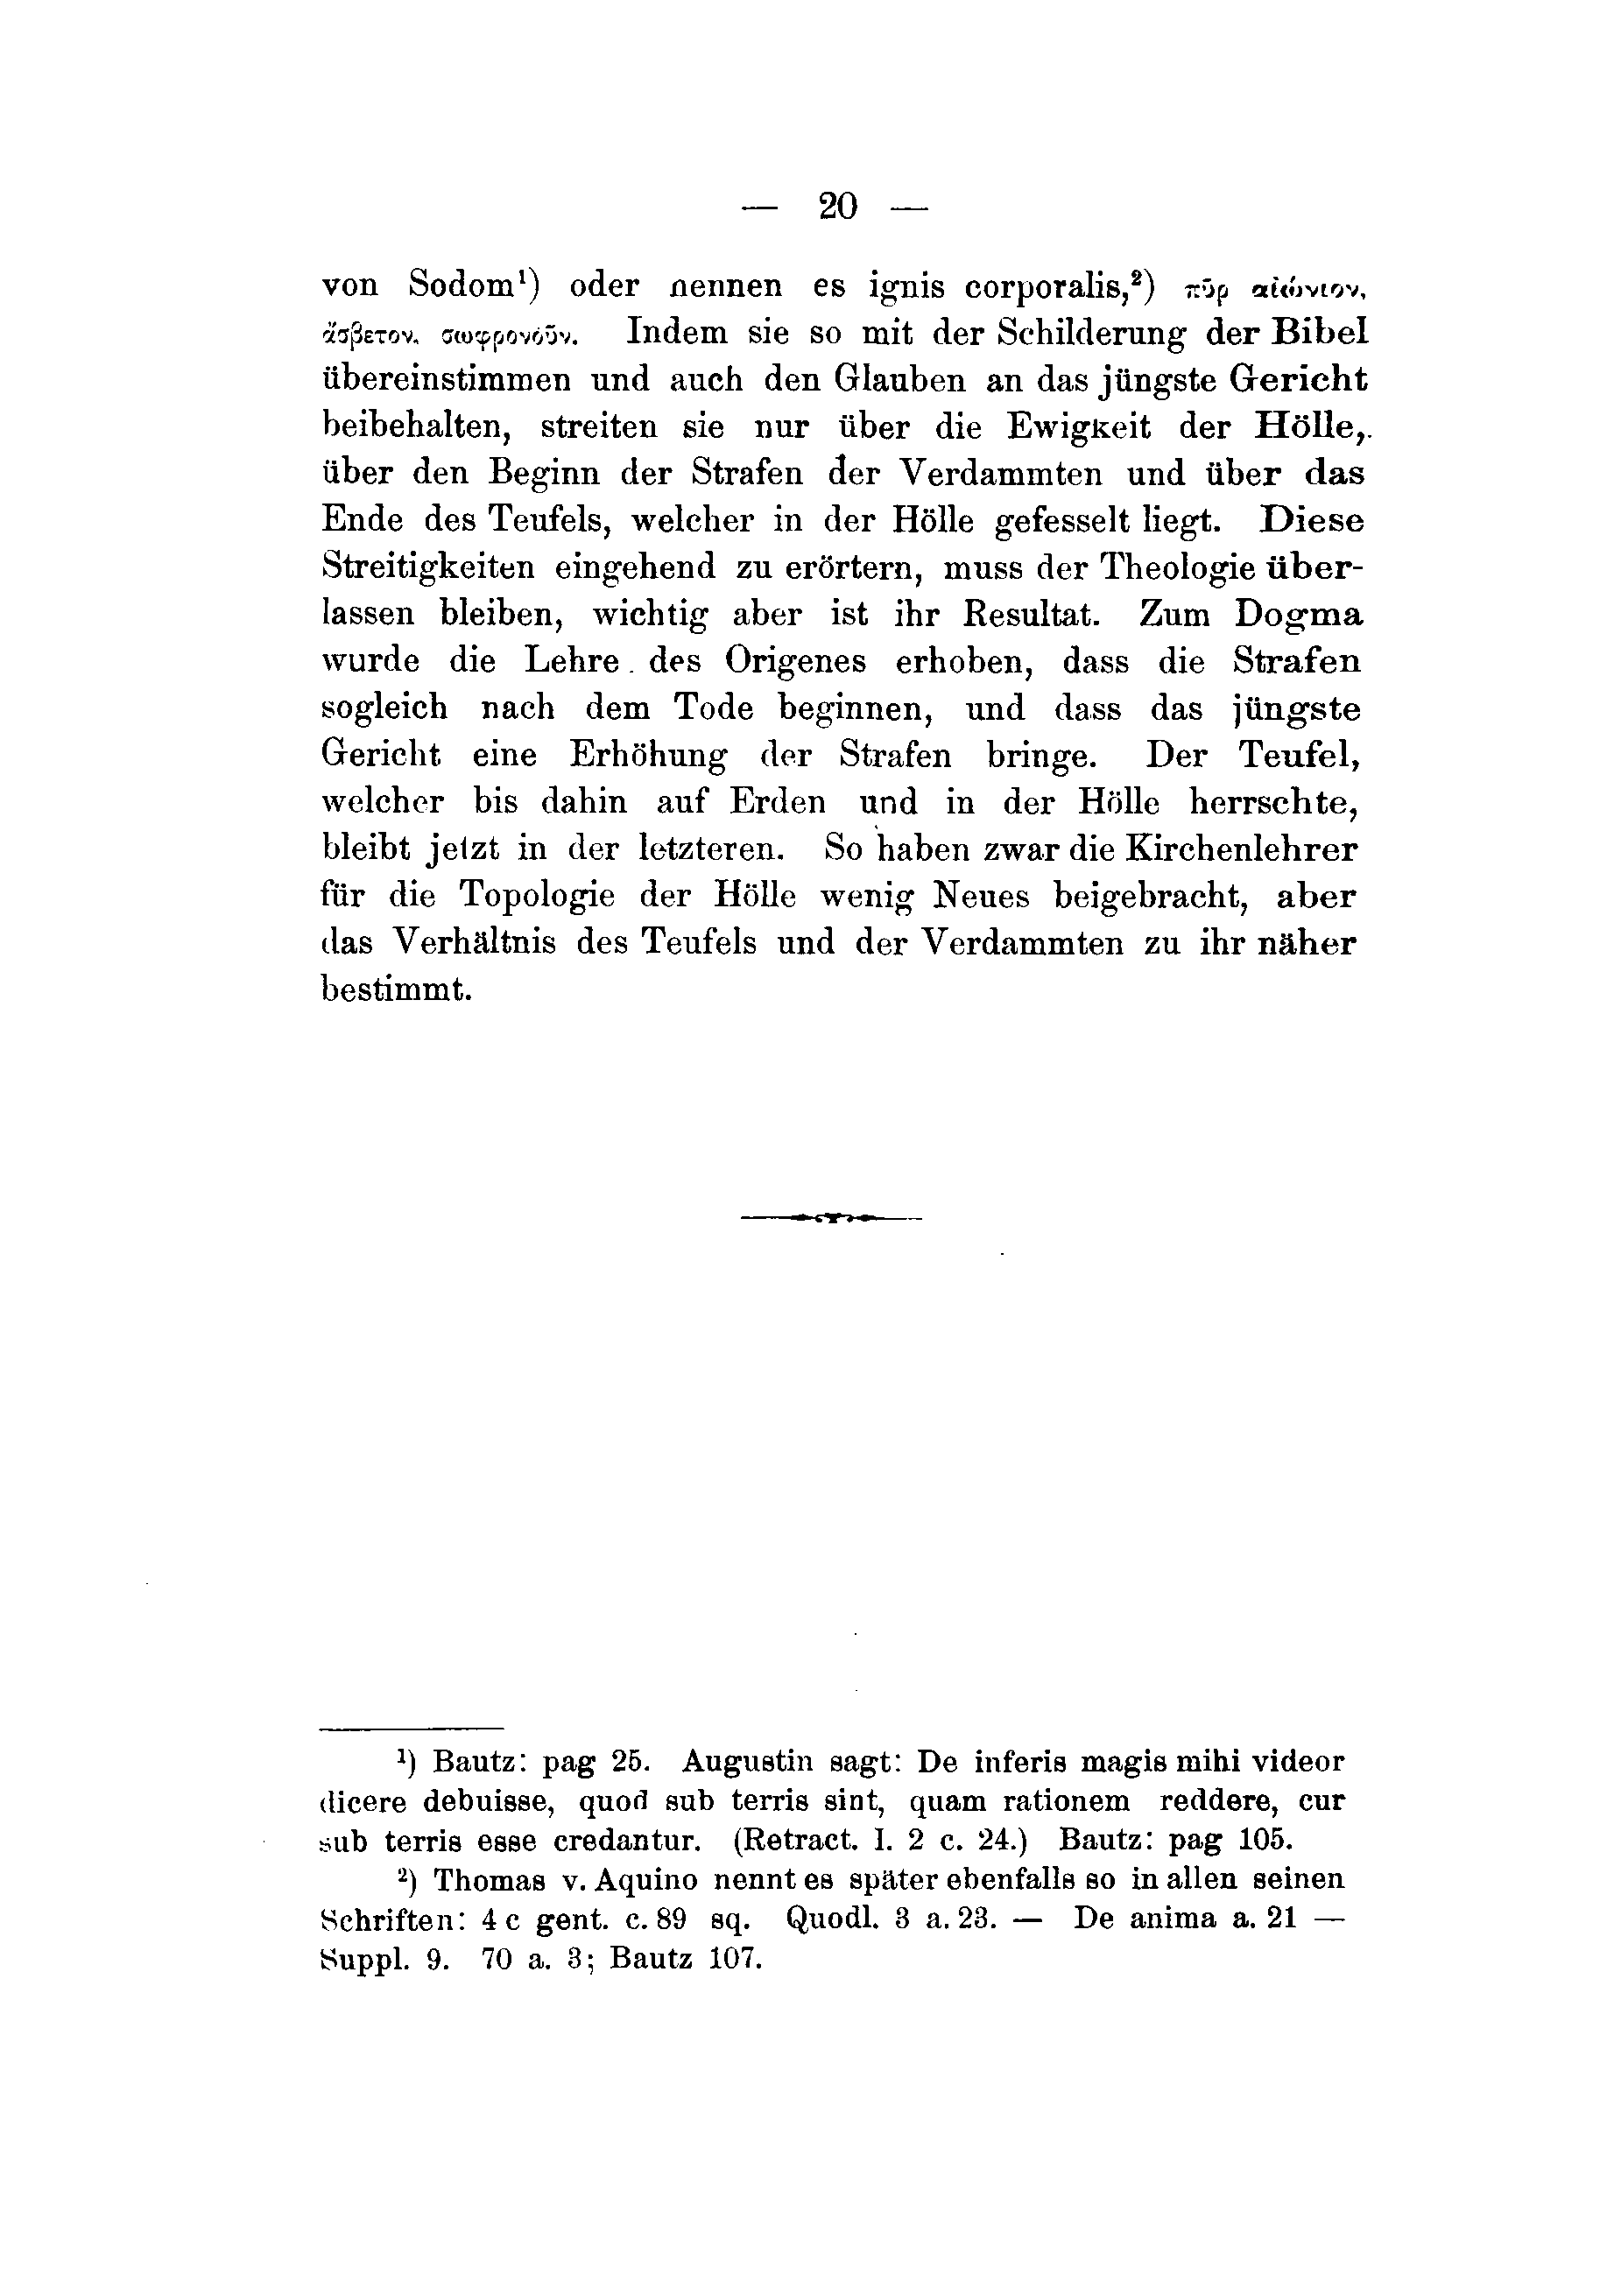 — 20 —
von Sodom¹) oder nennen es ignis corporalis,²) πῦρ αἰώνιον,
ἄσβετον, σωφρονόῦν. Indem sie so mit der Schilderung der Bibel
übereinstimmen und auch den Glauben an das jüngste Gericht
beibehalten, streiten sie nur über die Ewigkeit der Hölle,
über den Beginn der Strafen der Verdammten und über das
Ende des Teufels, welcher in der Hölle gefesselt liegt. Diese
Streitigkeiten eingehend zu erörtern, muss der Theologie über-
lassen bleiben, wichtig aber ist ihr Resultat. Zum Dogma
wurde die Lehre des Origenes erhoben, dass die Strafen
sogleich nach dem Tode beginnen, und dass das jüngste
Gericht eine Erhöhung der Strafen bringe. Der Teufel,
welcher bis dahin auf Erden und in der Hölle herrschte,
bleibt jetzt in der letzteren. So haben zwar die Kirchenlehrer
für die Topologie der Hölle wenig Neues beigebracht, aber
das Verhältnis des Teufels und der Verdammten zu ihr näher
bestimmt.
¹) Bautz: pag 25. Augustin sagt: De inferis magis mihi videor
dicere debuisse, quod sub terris sint, quam rationem reddere, cur
sub terris esse credantur. (Retract. I. 2 c. 24.) Bautz: pag 105.
²) Thomas v. Aquino nennt es später ebenfalls so in allen seinen
Schriften: 4 c gent. c. 89 sq. Quodl. 3 a. 23. — De anima a. 21 —
Suppl. 9. 70 a. 3; Bautz 107.